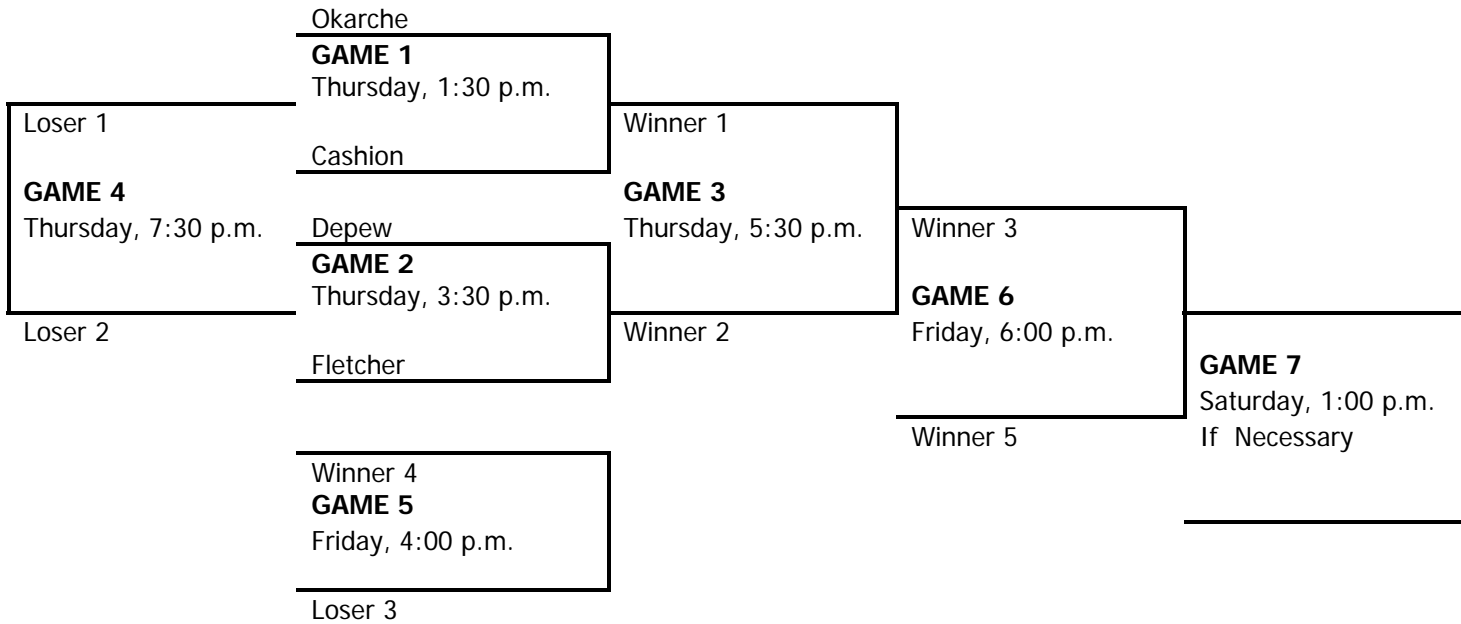 Okarche
GAME 1
Thursday, 1:30 p.m.
Cashion
Loser 1
GAME 4
Thursday, 7:30 p.m.
Loser 2
Depew
GAME 2
Thursday, 3:30 p.m.
Fletcher
Winner 1
GAME 3
Thursday, 5:30 p.m.
Winner 2
Winner 3
GAME 6
Friday, 6:00 p.m.
Winner 5
GAME 7
Saturday, 1:00 p.m.
If Necessary
Winner 4
GAME 5
Friday, 4:00 p.m.
Loser 3